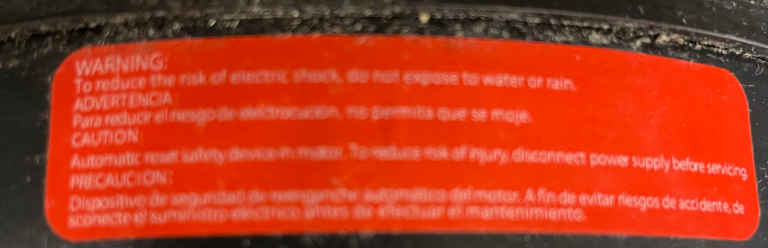 WARNING:
To reduce the risk of electric shock, do not expose to water or rain.
ADVERTENCIA:
Para reducir el riesgo de electrocación, no permita que se moje.
CAUTION:
Automatic reset safety device in motor. To reduce risk of injury, disconnect power supply before servicing.
PRECAUCION:
Dispositivo de seguridad de reenganche automático del motor. A fin de evitar riesgos de accidente, de
sconecte el suministro eléctrico antes de efectuar el mantenimiento.